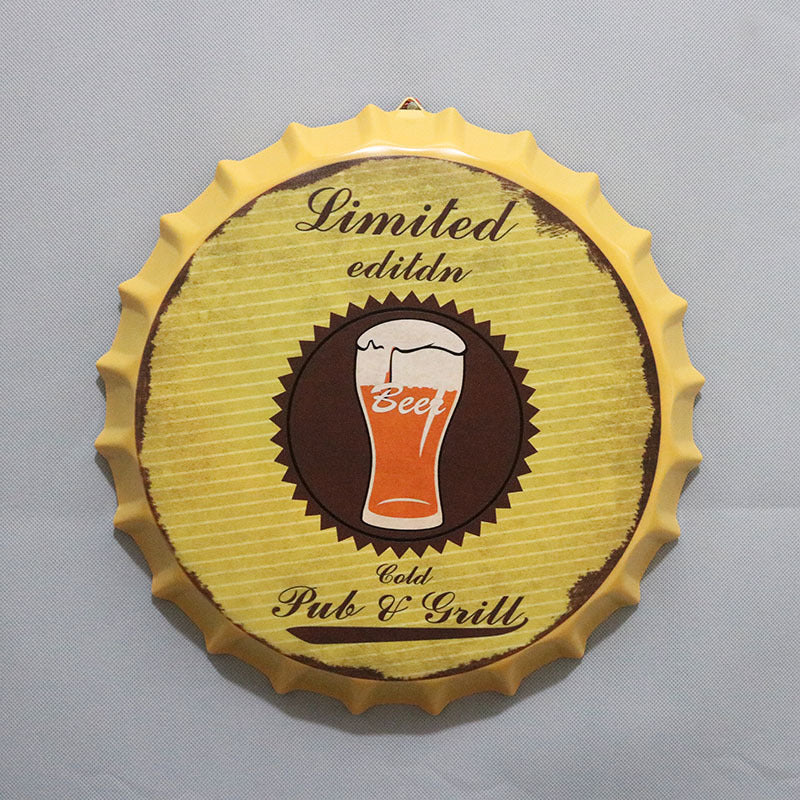 Limited
editdn
Beer
Cold
Pub & Grill